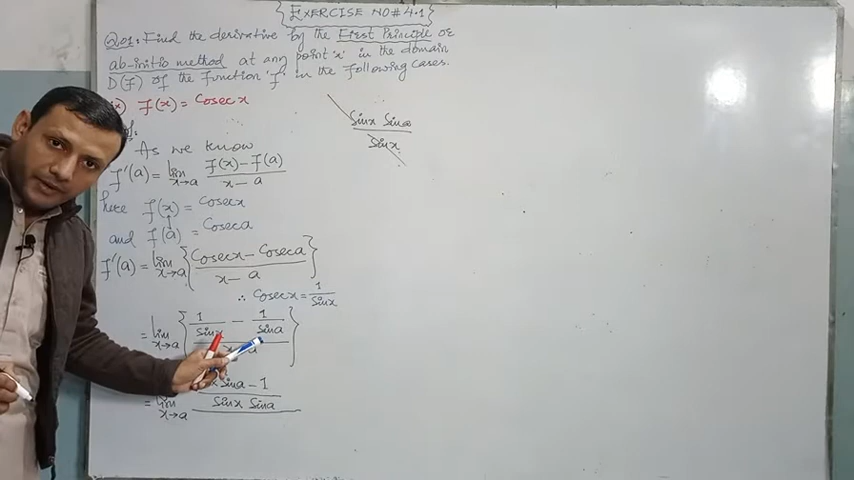 EXERCISE NO# 4.1
Q.01: Find the derivative by the First Principle or
ab-initio method at any point 'x' in the domain
D(f) of the function 'f' in the following cases.
f(x) = Cosec x
As we know
f'(a) = lim x→a f(x) - f(a) / x - a
here f(x) = Cosecx
and f(a) = Coseca
f'(a) = lim x→a { Cosecx - Coseca / x - a }
∴ Cosecx = 1/Sinx
= lim x→a { 1/Sinx - 1/Sina / x - a }
= lim x→a Sina - 1 / Sinx Sina
Sinx Sina
Sinx